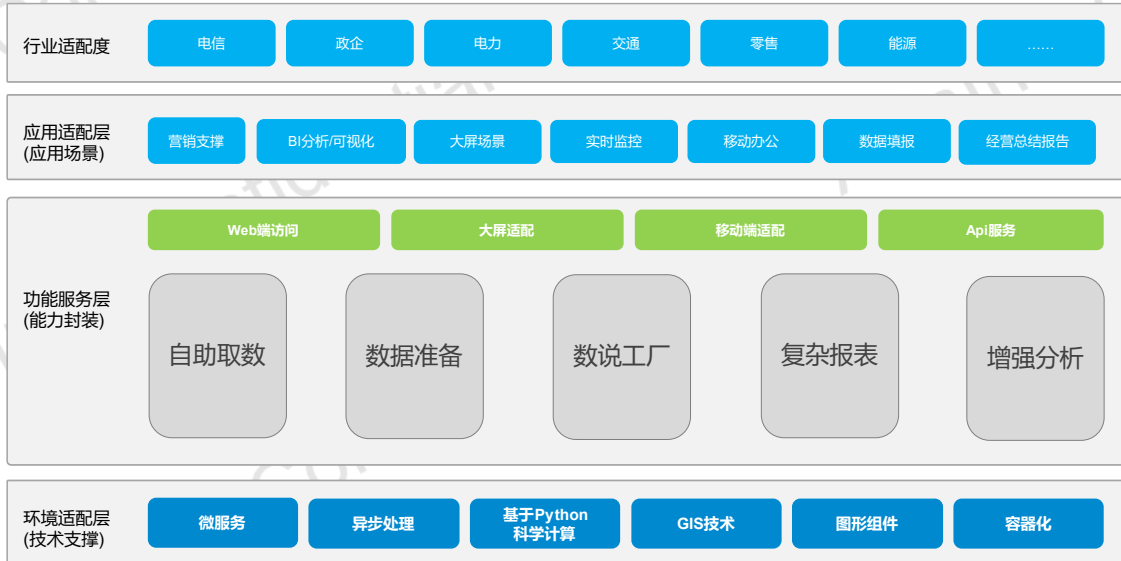 行业适配度
电信
政企
电力
交通
零售
能源
......
应用适配层
(应用场景)
营销支撑
BI分析/可视化
大屏场景
实时监控
移动办公
数据填报
经营总结报告
Web端访问
大屏适配
移动端适配
Api服务
功能服务层
(能力封装)
自助取数
数据准备
数说工厂
复杂报表
增强分析
环境适配层
(技术支撑)
微服务
异步处理
基于Python
科学计算
GIS技术
图形组件
容器化